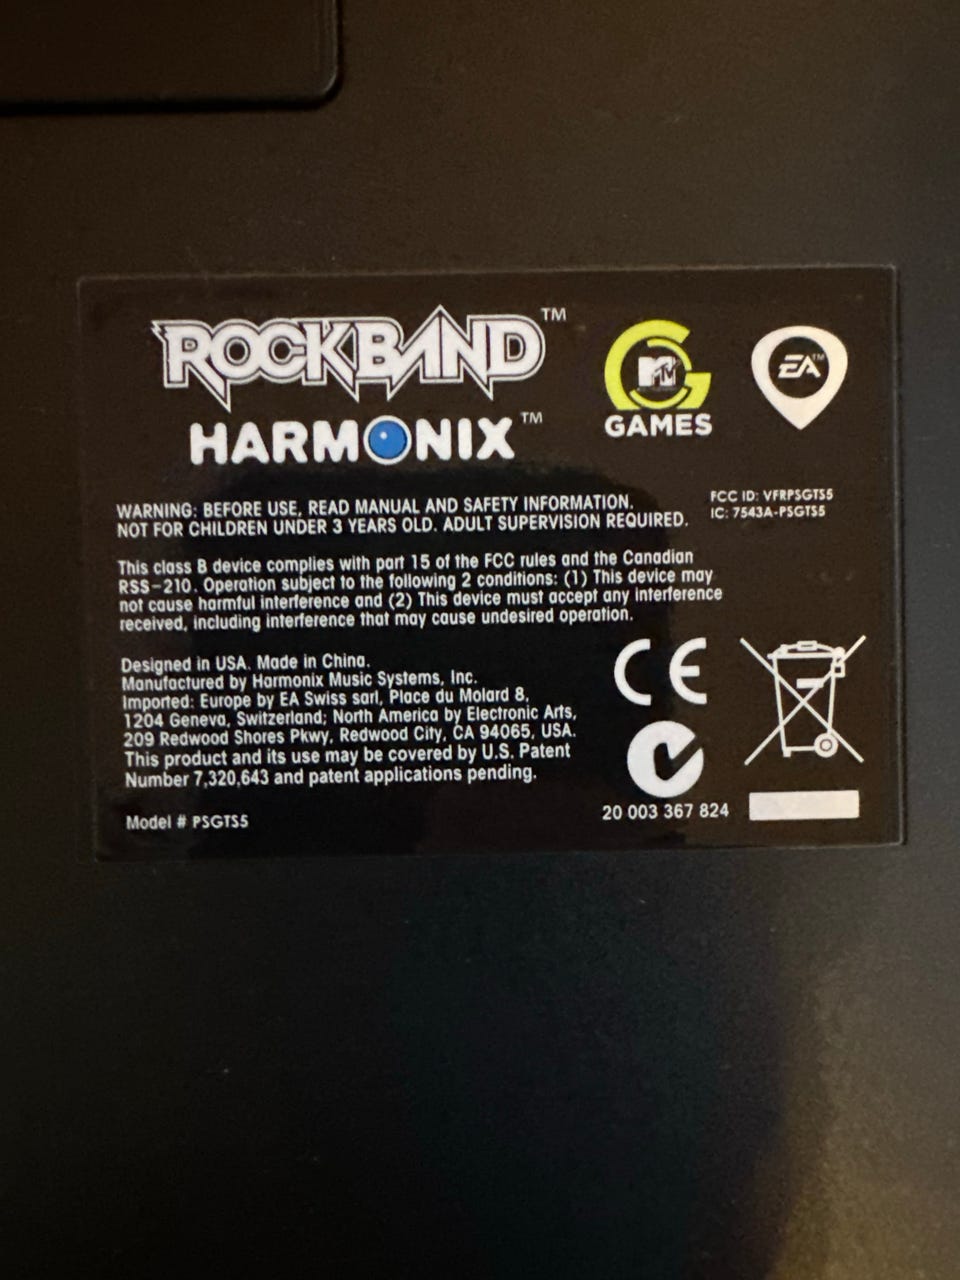 ROCKBAND™
HARMONIX™
MTV
GAMES
EA™
WARNING: BEFORE USE, READ MANUAL AND SAFETY INFORMATION.
NOT FOR CHILDREN UNDER 3 YEARS OLD. ADULT SUPERVISION REQUIRED.
FCC ID: VFRPSGTS5
IC: 7543A-PSGTS5
This class B device complies with part 15 of the FCC rules and the Canadian
RSS-210. Operation subject to the following 2 conditions: (1) This device may
not cause harmful interference and (2) This device must accept any interference
received, including interference that may cause undesired operation.
Designed in USA. Made in China.
Manufactured by Harmonix Music Systems, Inc.
Imported: Europe by EA Swiss sarl, Place du Molard 8,
1204 Geneva, Switzerland; North America by Electronic Arts,
209 Redwood Shores Pkwy, Redwood City, CA 94065, USA.
This product and its use may be covered by U.S. Patent
Number 7,320,643 and patent applications pending.
CE
Model # PSGTS5
20 003 367 824